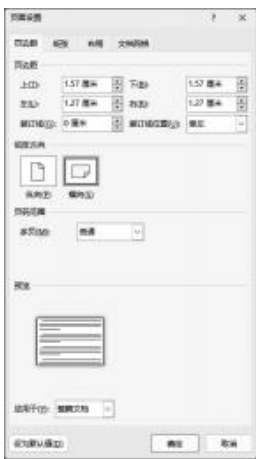 页面设置 ? ×
页边距 纸张 布局 文档网格
页边距
上(T): 1.57 厘米 下(B): 1.57 厘米
左(L): 1.27 厘米 右(R): 1.27 厘米
装订线(G): 0 厘米 装订线位置(U): 靠左
纸张方向
纵向(P) 横向(S)
页码范围
多页(M): 普通
预览
应用于(Y): 整篇文档
设为默认值(D) 确定 取消